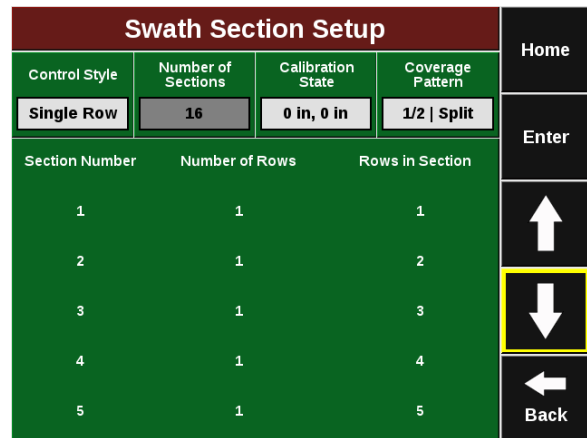 Swath Section Setup
Control Style
Number of
Sections
Calibration
State
Coverage
Pattern
Single Row
16
0 in, 0 in
1/2 | Split
Section Number Number of Rows Rows in Section
1 1 1
2 1 2
3 1 3
4 1 4
5 1 5
Home
Enter
Back